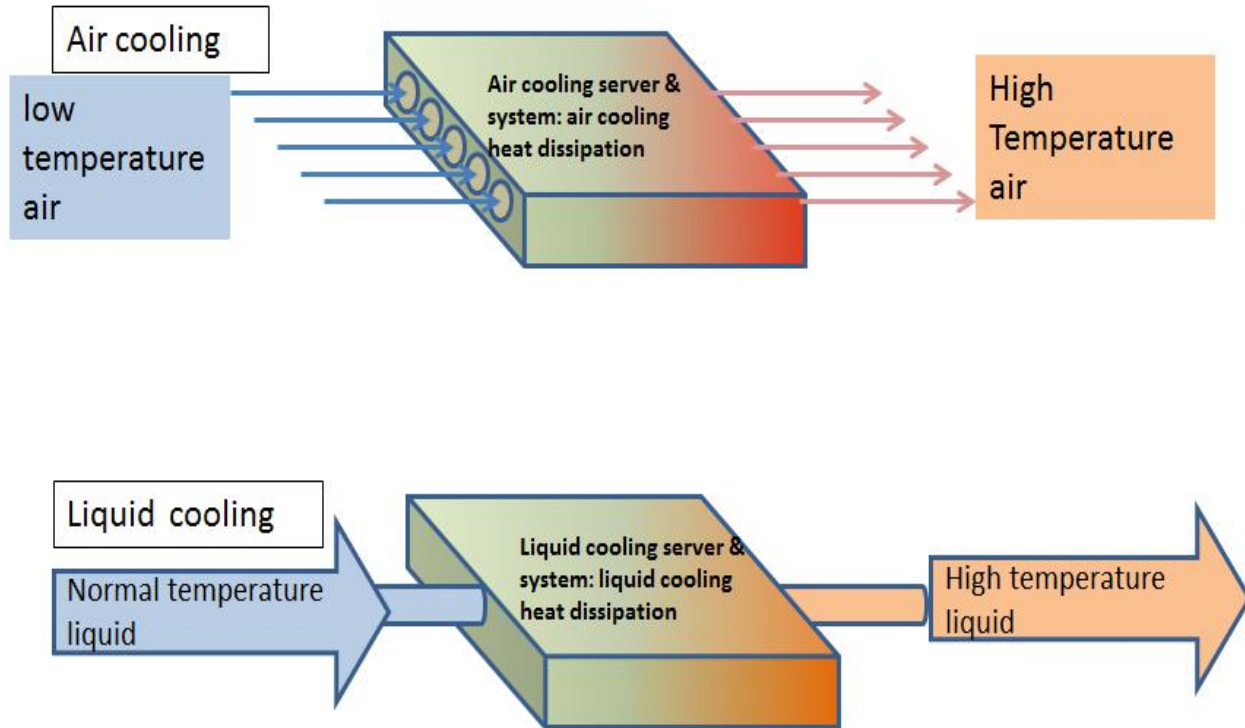 Air cooling
low
temperature
air
Air cooling server &
system: air cooling
heat dissipation
High
Temperature
air
Liquid cooling
Normal temperature
liquid
Liquid cooling server &
system: liquid cooling
heat dissipation
High temperature
liquid